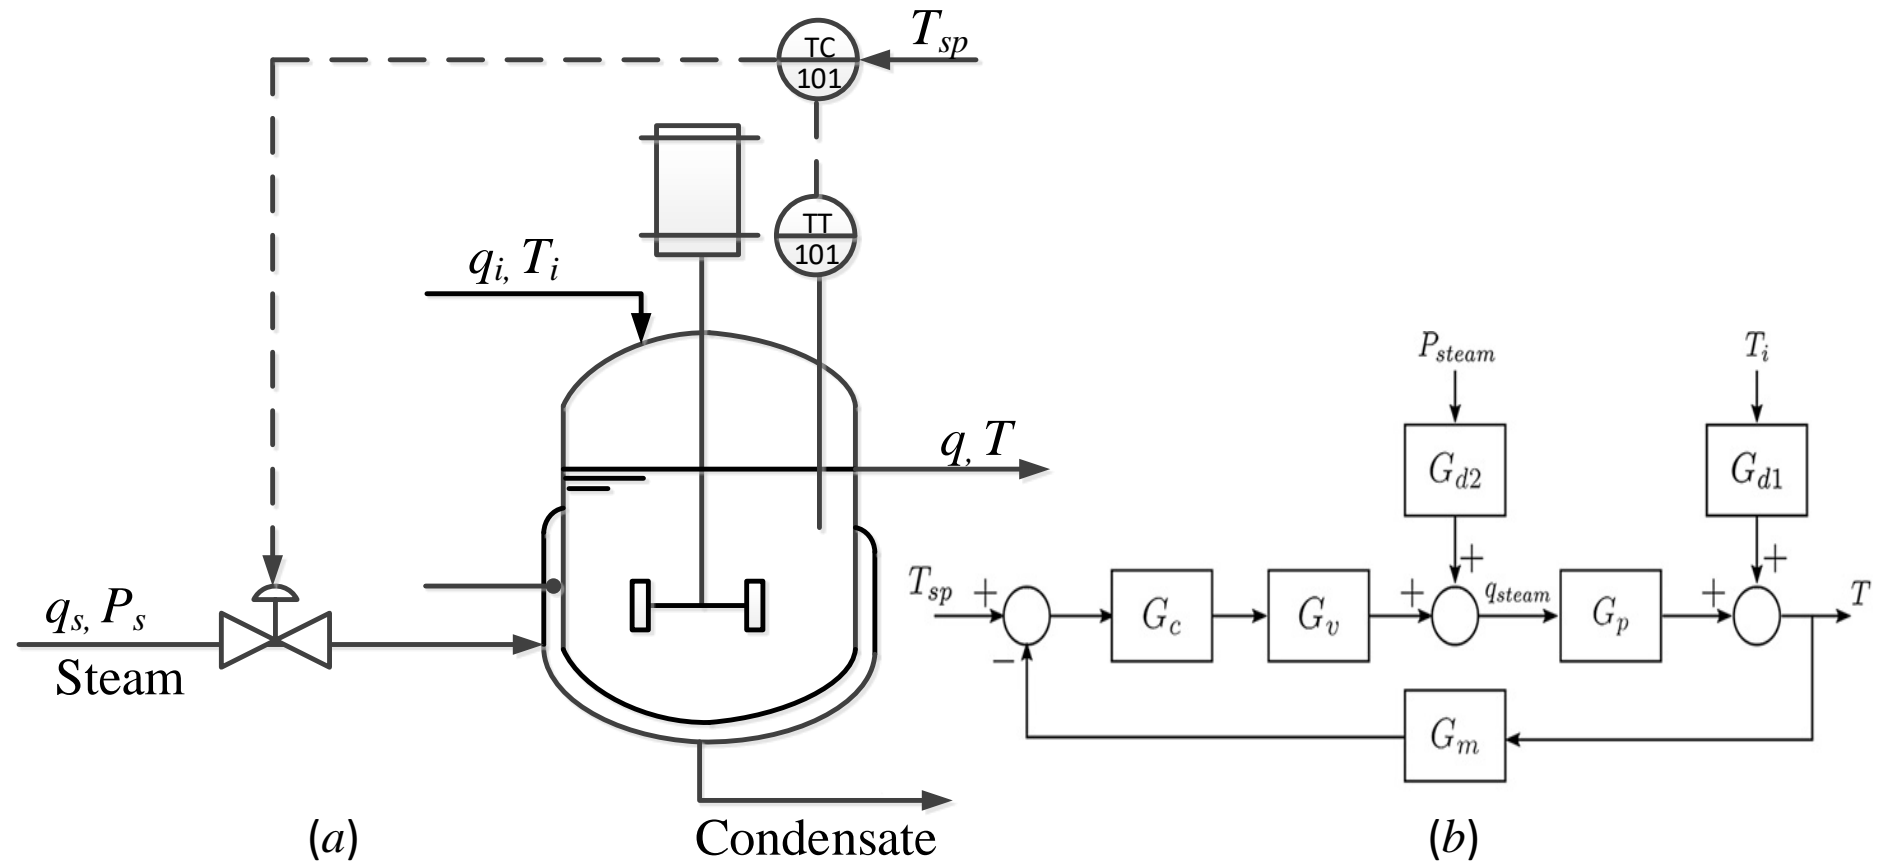 TC
101
T_sp
TT
101
q_i, T_i
q, T
q_s, P_s
Steam
Condensate
(a)
P_steam
T_i
G_d2
G_d1
+
+
T_sp
+
−
G_c
G_v
+
q_steam
G_p
+
T
G_m
(b)